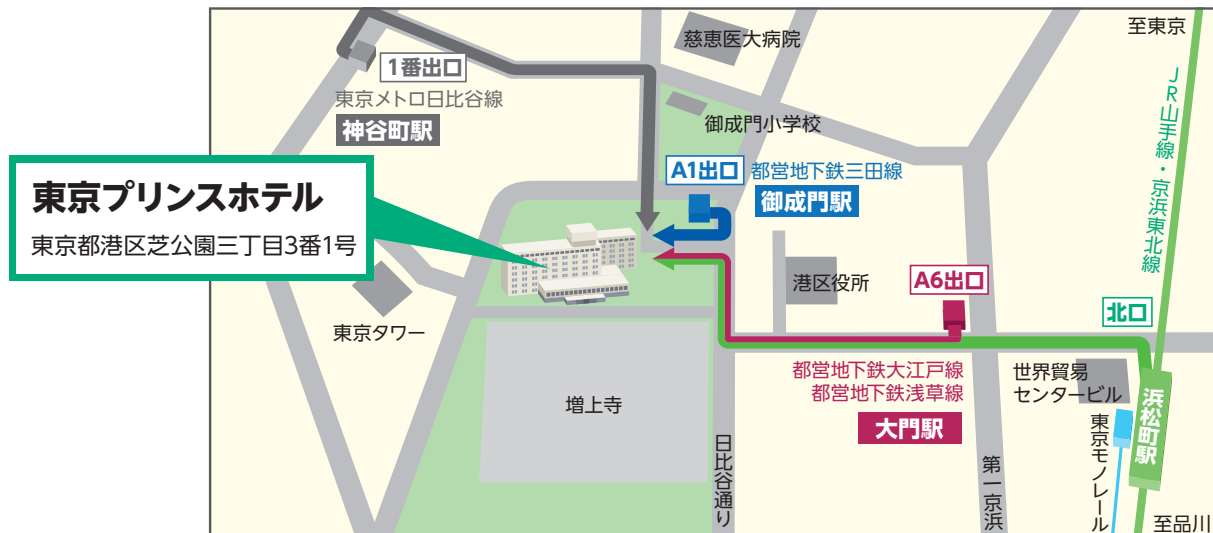 慈恵医大病院
至東京
1番出口
東京メトロ日比谷線
神谷町駅
JR山手線・京浜東北線
御成門小学校
A1出口
都営地下鉄三田線
御成門駅
東京プリンスホテル
東京都港区芝公園三丁目3番1号
港区役所
A6出口
北口
東京タワー
都営地下鉄大江戸線
都営地下鉄浅草線
大門駅
世界貿易
センタービル
浜松町駅
増上寺
東京モノレール
日比谷通り
第一京浜
至品川